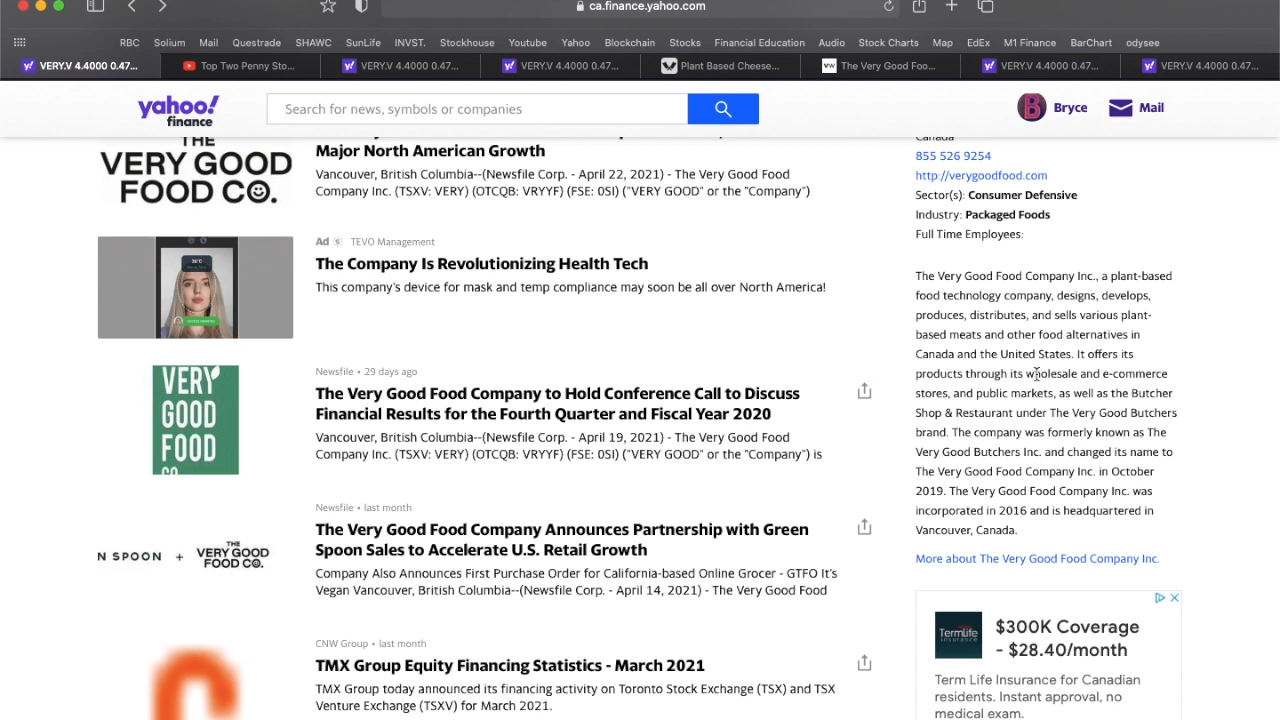 ca.finance.yahoo.com
RBC Solium Mail Questrade SHAWC SunLife INVST. Stockhouse Youtube Yahoo Blockchain Stocks Financial Education Audio Stock Charts Map EdEx M1 Finance BarChart odysee
VERY.V 4.4000 0.47... Top Two Penny Sto... VERY.V 4.4000 0.47... VERY.V 4.4000 0.47... Plant Based Cheese... The Very Good Foo... VERY.V 4.4000 0.47... VERY.V 4.4000 0.47...
yahoo!
finance
Search for news, symbols or companies
Bryce Mail
THE
VERY GOOD
FOOD CO.
Major North American Growth
Vancouver, British Columbia--(Newsfile Corp. - April 22, 2021) - The Very Good Food
Company Inc. (TSXV: VERY) (OTCQB: VRYYF) (FSE: 0SI) ("VERY GOOD" or the "Company")
Ad TEVO Management
The Company Is Revolutionizing Health Tech
This company's device for mask and temp compliance may soon be all over North America!
VERY
GOOD
FOOD
CO
Newsfile • 29 days ago
The Very Good Food Company to Hold Conference Call to Discuss
Financial Results for the Fourth Quarter and Fiscal Year 2020
Vancouver, British Columbia--(Newsfile Corp. - April 19, 2021) - The Very Good Food
Company Inc. (TSXV: VERY) (OTCQB: VRYYF) (FSE: 0SI) ("VERY GOOD" or the "Company") is
N SPOON + THE
VERY GOOD
FOOD CO.
Newsfile • last month
The Very Good Food Company Announces Partnership with Green
Spoon Sales to Accelerate U.S. Retail Growth
Company Also Announces First Purchase Order for California-based Online Grocer - GTFO It's
Vegan Vancouver, British Columbia--(Newsfile Corp. - April 14, 2021) - The Very Good Food
CNW Group • last month
TMX Group Equity Financing Statistics - March 2021
TMX Group today announced its financing activity on Toronto Stock Exchange (TSX) and TSX
Venture Exchange (TSXV) for March 2021.
Canada
855 526 9254
http://verygoodfood.com
Sector(s): Consumer Defensive
Industry: Packaged Foods
Full Time Employees:
The Very Good Food Company Inc., a plant-based
food technology company, designs, develops,
produces, distributes, and sells various plant-
based meats and other food alternatives in
Canada and the United States. It offers its
products through its wholesale and e-commerce
stores, and public markets, as well as the Butcher
Shop & Restaurant under The Very Good Butchers
brand. The company was formerly known as The
Very Good Butchers Inc. and changed its name to
The Very Good Food Company Inc. in October
2019. The Very Good Food Company Inc. was
incorporated in 2016 and is headquartered in
Vancouver, Canada.
More about The Very Good Food Company Inc.
TermLife
INSURANCE
$300K Coverage
- $28.40/month
Term Life Insurance for Canadian
residents. Instant approval, no
medical exam.